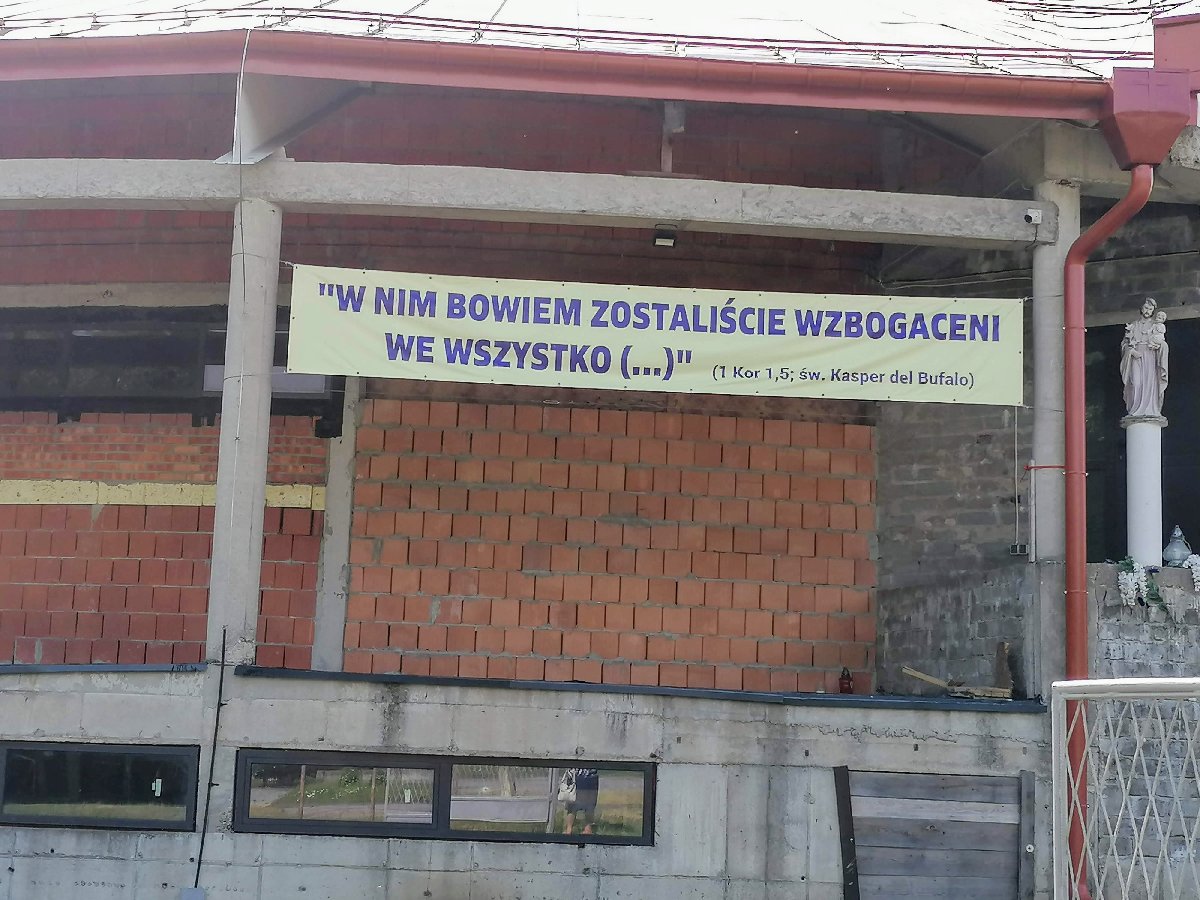 "W NIM BOWIEM ZOSTALIŚCIE WZBOGACENI
WE WSZYSTKO (...)" (1 Kor 1,5; św. Kasper del Bufalo)